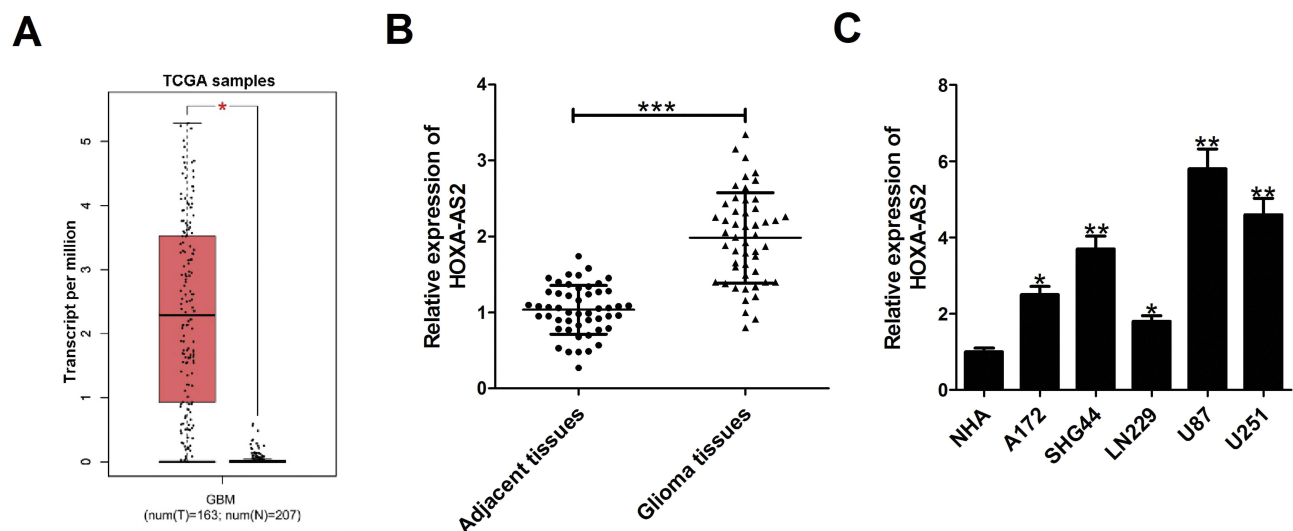 A
TCGA samples
*
Transcript per million
5
4
3
2
1
0
GBM
(num(T)=163; num(N)=207)
B
Relative expression of
HOXA-AS2
4
3
2
1
0
***
Adjacent tissues
Glioma tissues
C
Relative expression of
HOXA-AS2
8
6
4
2
0
*
**
*
**
**
NHA
A172
SHG44
LN229
U87
U251